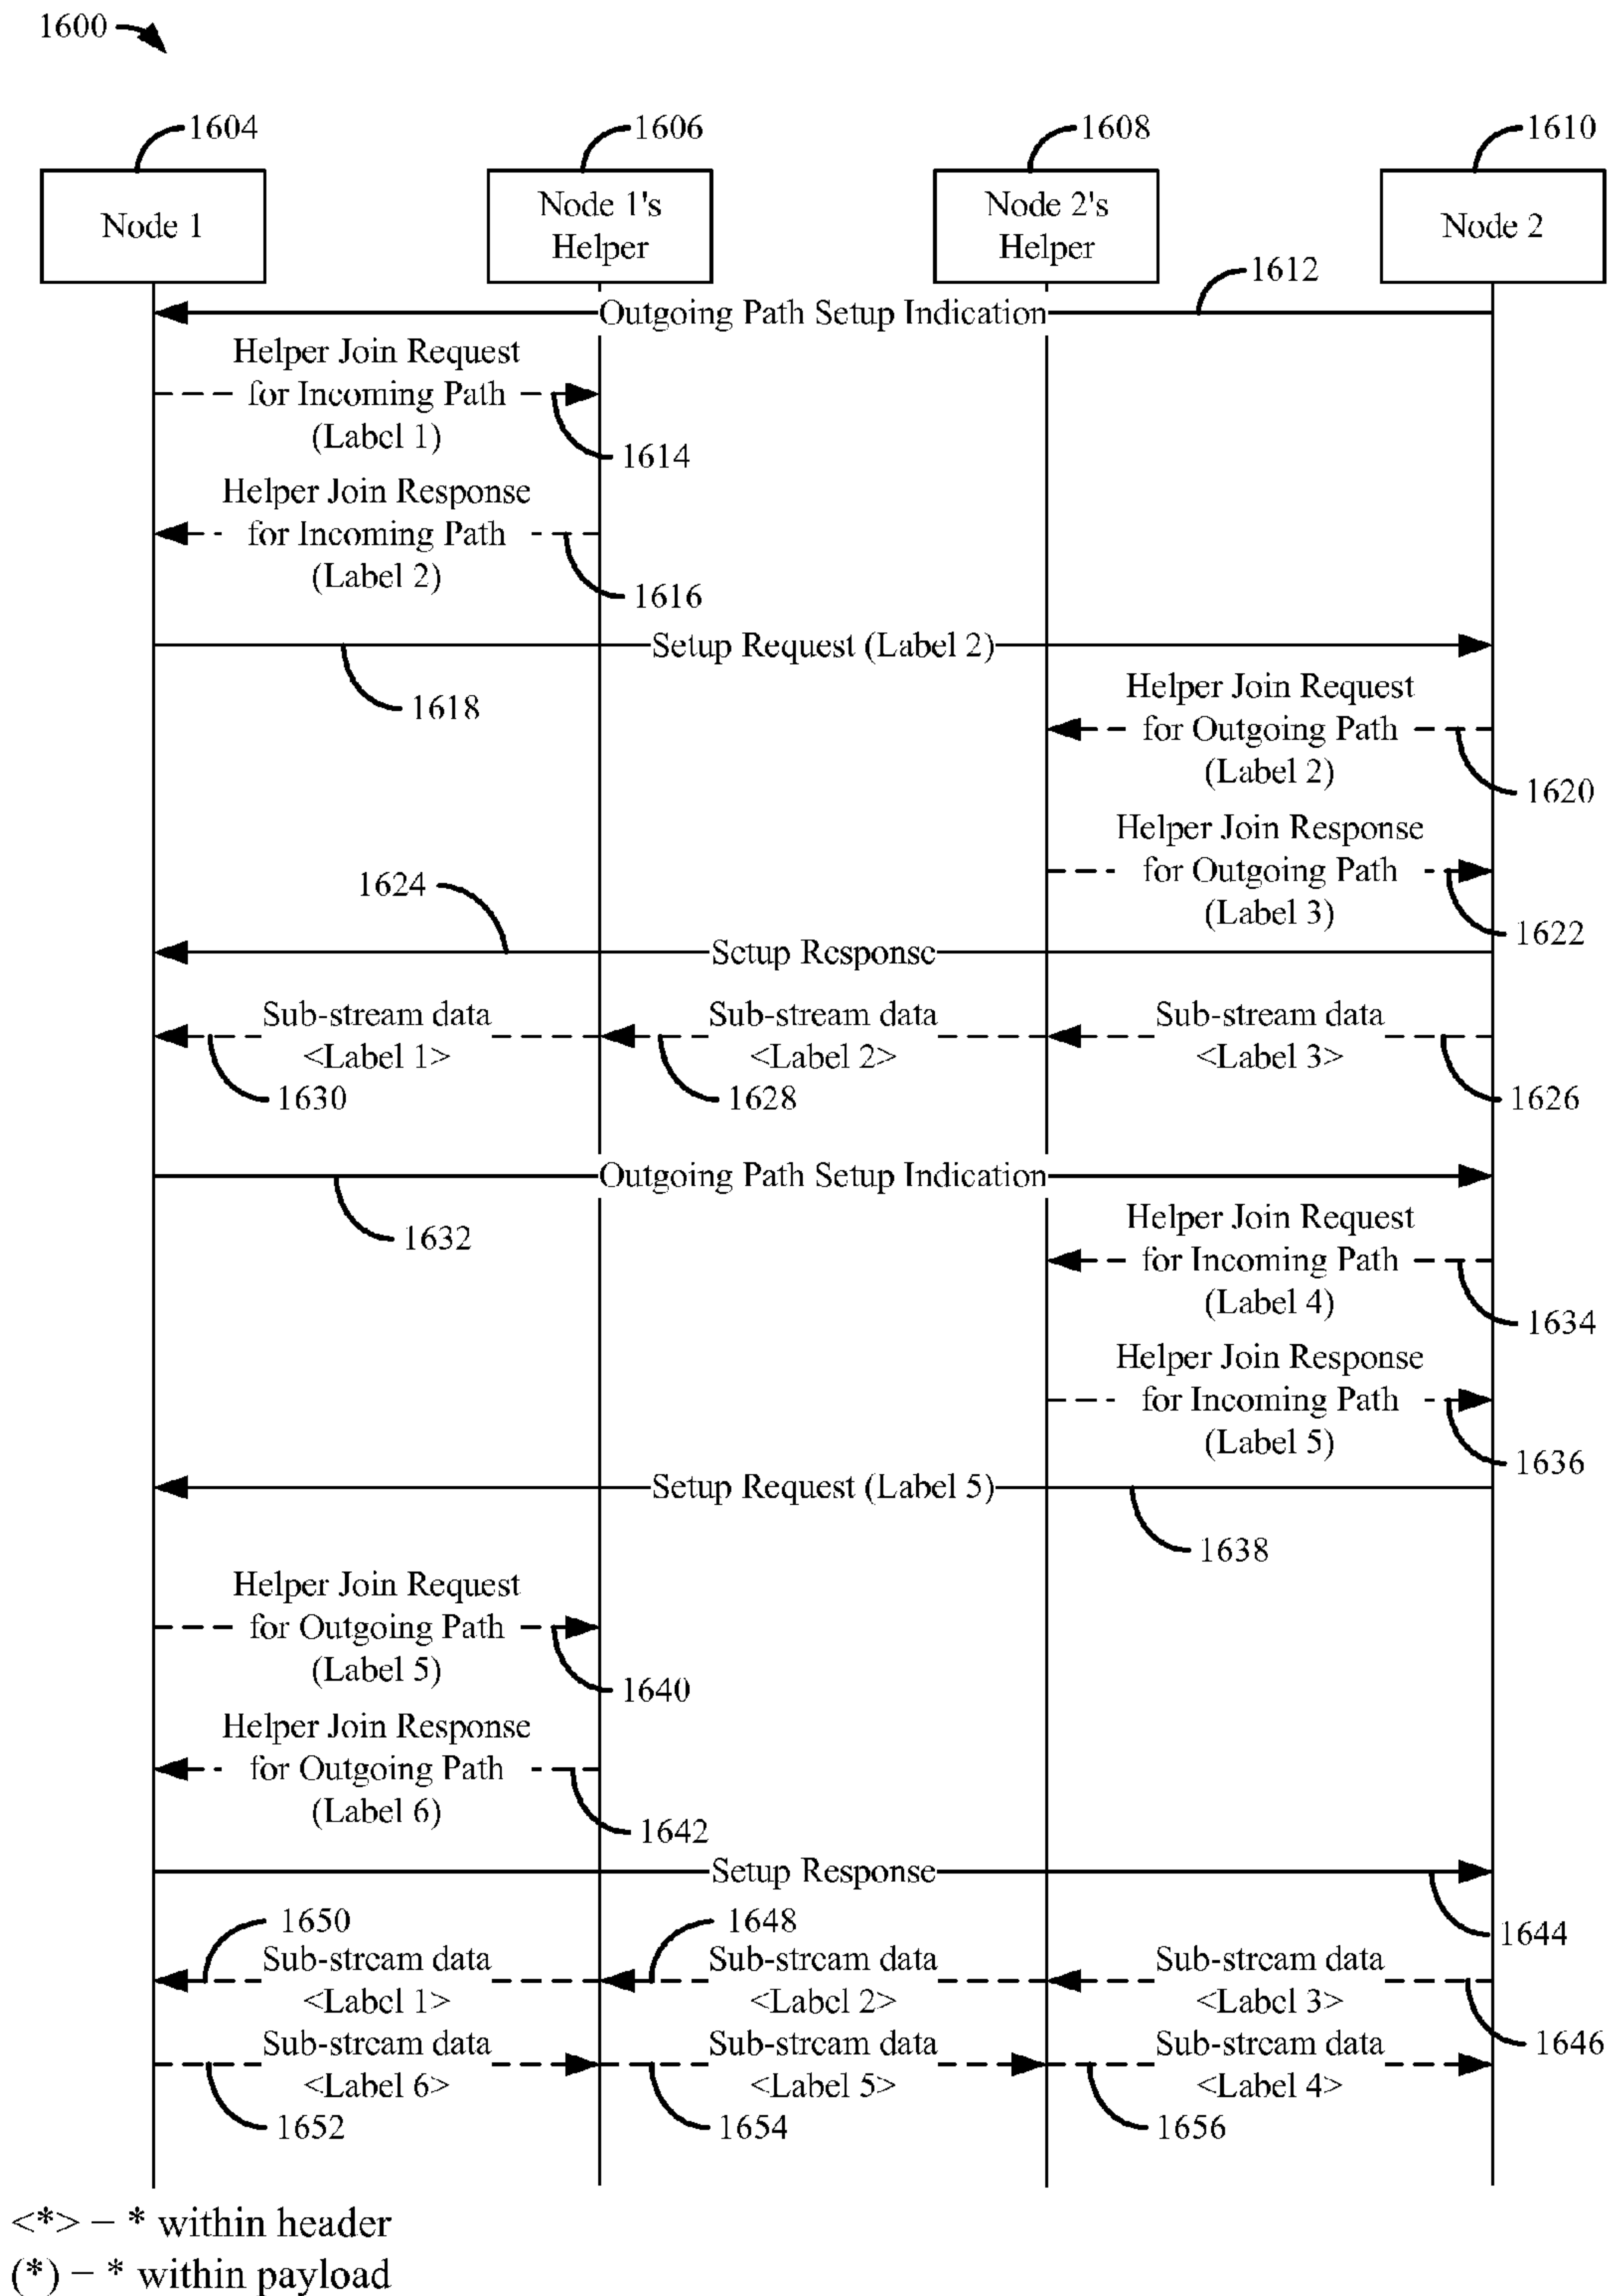 1600
1604
1606
1608
1610
Node 1
Node 1's
Helper
Node 2's
Helper
Node 2
1612
Outgoing Path Setup Indication
Helper Join Request
for Incoming Path
(Label 1)
1614
Helper Join Response
for Incoming Path
(Label 2)
1616
Setup Request (Label 2)
1618
Helper Join Request
for Outgoing Path
(Label 2)
1620
Helper Join Response
for Outgoing Path
(Label 3)
1622
1624
Setup Response
Sub-stream data
<Label 1>
1630
Sub-stream data
<Label 2>
1628
Sub-stream data
<Label 3>
1626
Outgoing Path Setup Indication
1632
Helper Join Request
for Incoming Path
(Label 4)
1634
Helper Join Response
for Incoming Path
(Label 5)
1636
Setup Request (Label 5)
1638
Helper Join Request
for Outgoing Path
(Label 5)
1640
Helper Join Response
for Outgoing Path
(Label 6)
1642
Setup Response
1644
1650
Sub-stream data
<Label 1>
1648
Sub-stream data
<Label 2>
Sub-stream data
<Label 3>
1646
Sub-stream data
<Label 6>
1652
Sub-stream data
<Label 5>
1654
Sub-stream data
<Label 4>
1656
<*> – * within header
(*) – * within payload